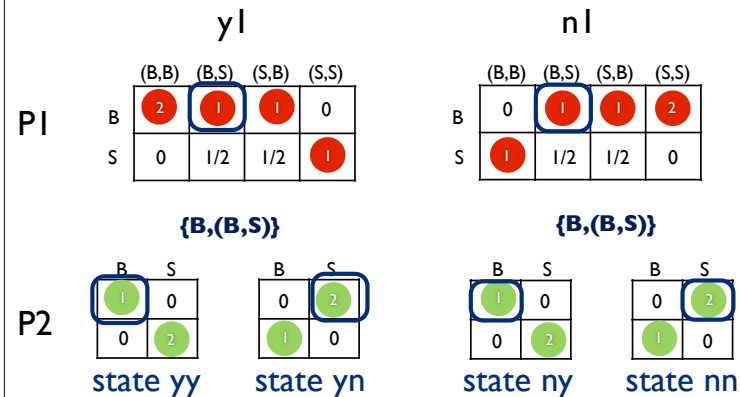 y1 n1
(B,B) (B,S) (S,B) (S,S) (B,B) (B,S) (S,B) (S,S)
P1 B 2 1 1 0 B 0 1 1 2
S 0 1/2 1/2 1 S 1 1/2 1/2 0
{B,(B,S)} {B,(B,S)}
B S B S B S B S
P2 1 0 0 2 1 0 0 2
0 2 1 0 0 2 1 0
state yy state yn state ny state nn